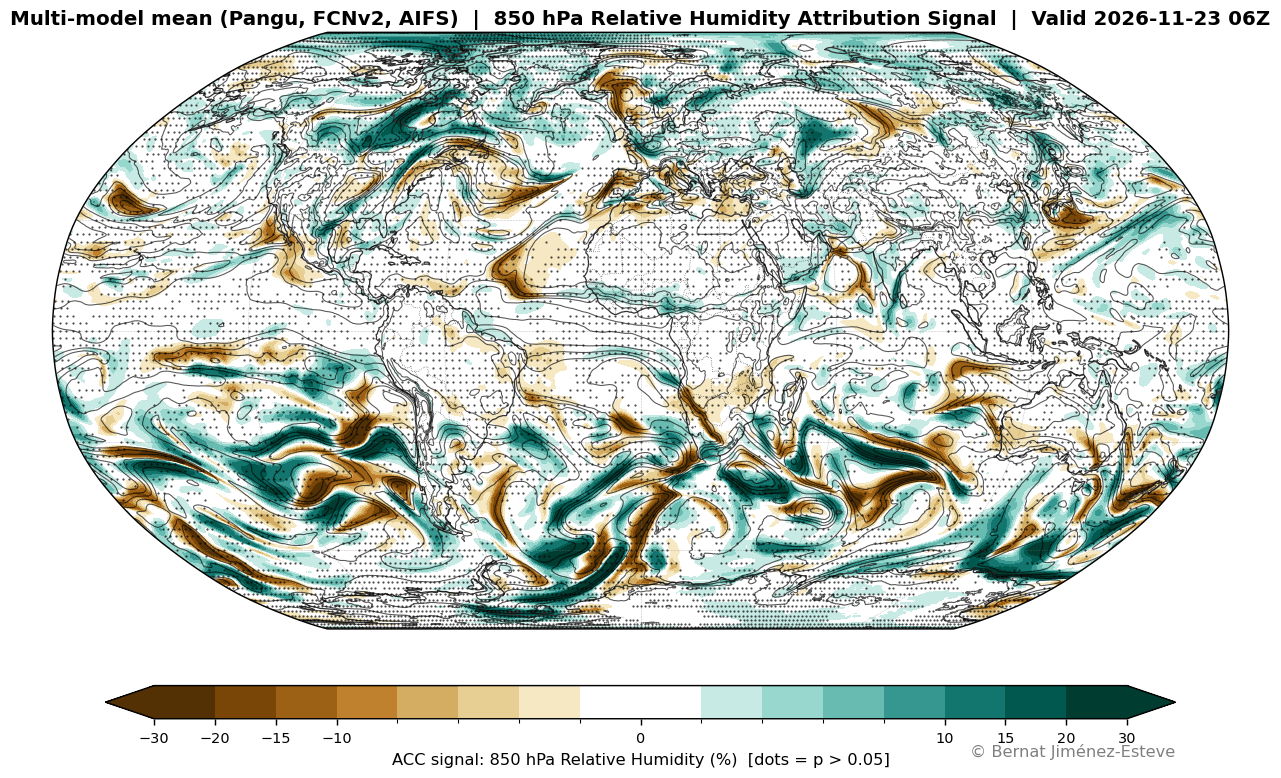 Multi-model mean (Pangu, FCNv2, AIFS)  |  850 hPa Relative Humidity Attribution Signal  |  Valid 2026-11-23 06Z
−30 −20 −15 −10 0 10 15 20 30
ACC signal: 850 hPa Relative Humidity (%)  [dots = p > 0.05]
© Bernat Jiménez-Esteve